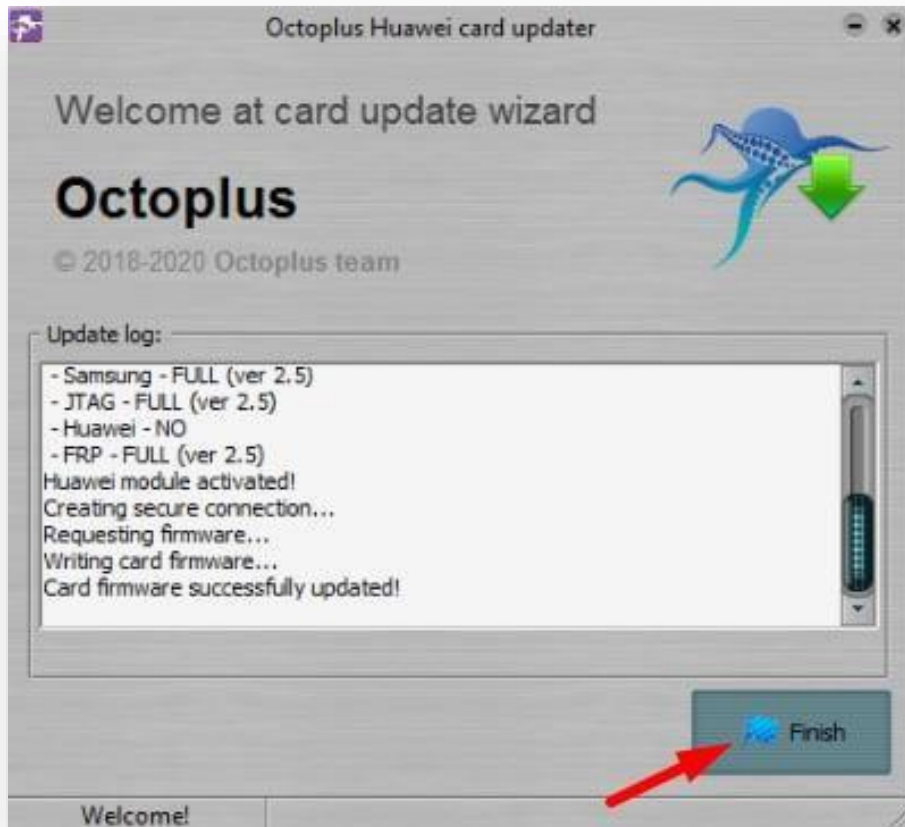 Octoplus Huawei card updater
Welcome at card update wizard
Octoplus
© 2018-2020 Octoplus team
Update log:
- Samsung - FULL (ver 2.5)
- JTAG - FULL (ver 2.5)
- Huawei - NO
- FRP - FULL (ver 2.5)
Huawei module activated!
Creating secure connection...
Requesting firmware...
Writing card firmware...
Card firmware successfully updated!
Finish
Welcome!